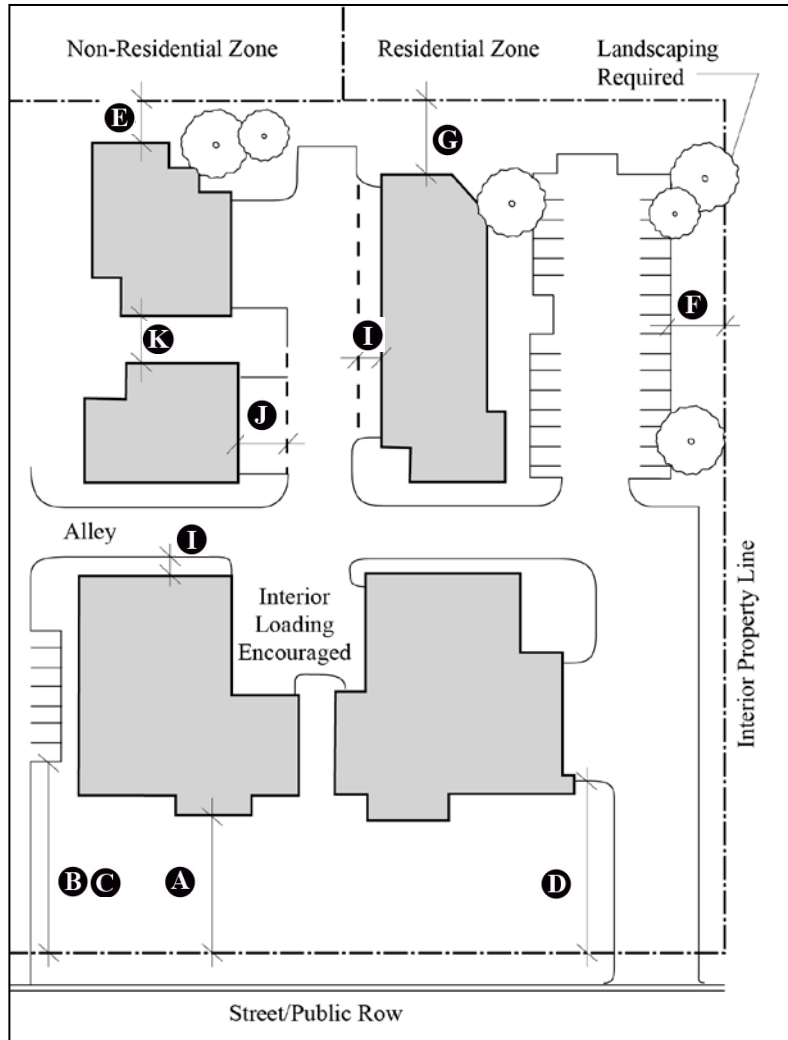 Non-Residential Zone
Residential Zone
Landscaping
Required
E
G
F
K
I
J
Alley
I
Interior
Loading
Encouraged
Interior Property Line
B C
A
D
Street/Public Row